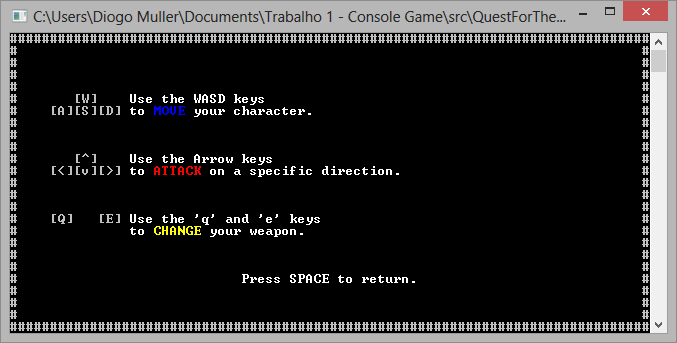 C:\Users\Diogo Muller\Documents\Trabalho 1 - Console Game\src\QuestForThe...
[W] Use the WASD keys
[A][S][D] to MOVE your character.
[^] Use the Arrow keys
[<][v][>] to ATTACK on a specific direction.
[Q] [E] Use the 'q' and 'e' keys
to CHANGE your weapon.
Press SPACE to return.